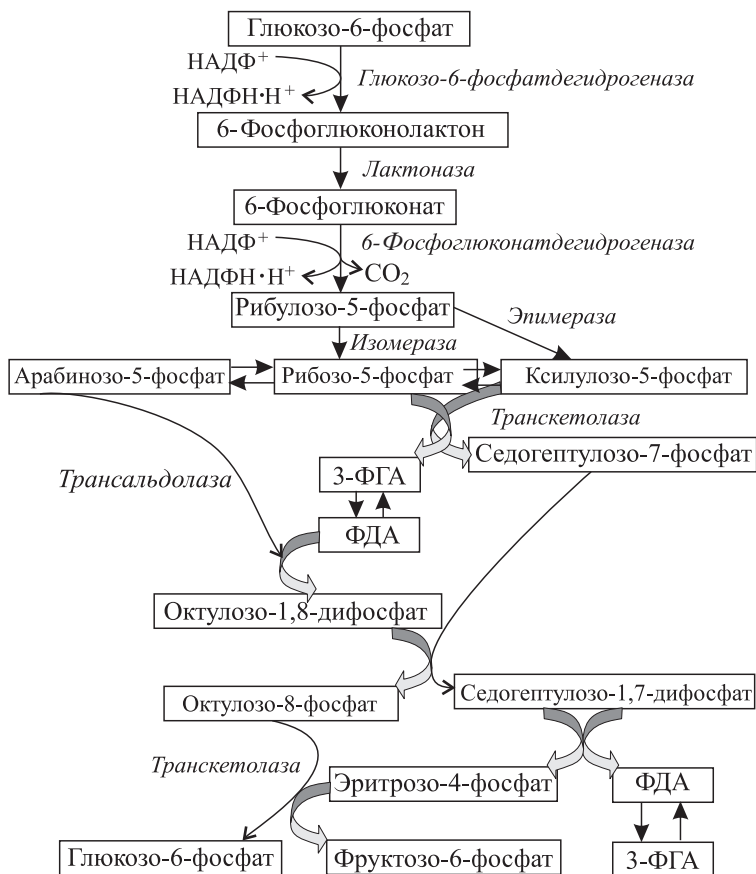 Глюкозо-6-фосфат
НАДФ⁺
Глюкозо-6-фосфатдегидрогеназа
НАДФН·Н⁺
6-Фосфоглюконолактон
Лактоназа
6-Фосфоглюконат
НАДФ⁺
6-Фосфоглюконатдегидрогеназа
НАДФН·Н⁺
CO₂
Рибулозо-5-фосфат
Эпимераза
Изомераза
Арабинозо-5-фосфат
Рибозо-5-фосфат
Ксилулозо-5-фосфат
Транскетолаза
Седогептулозо-7-фосфат
3-ФГА
Трансальдолаза
ФДА
Октулозо-1,8-дифосфат
Седогептулозо-1,7-дифосфат
Октулозо-8-фосфат
Транскетолаза
Эритрозо-4-фосфат
ФДА
Глюкозо-6-фосфат
Фруктозо-6-фосфат
3-ФГА